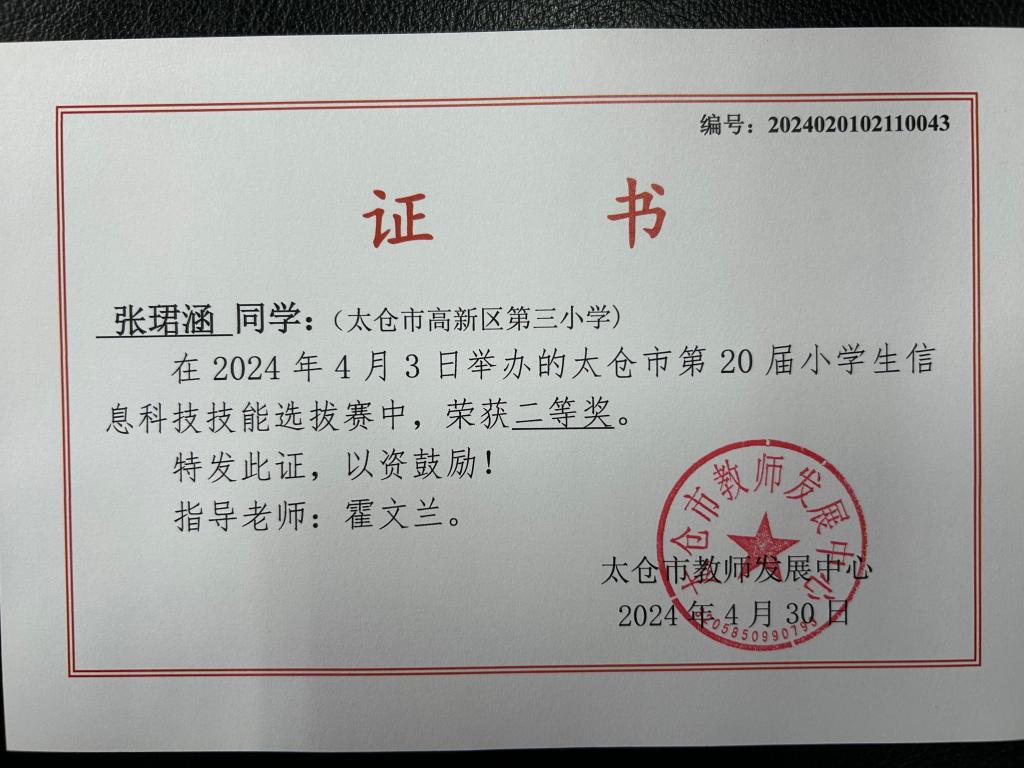 编号：2024020102110043
证 书
张珺涵 同学：（太仓市高新区第三小学）
在 2024 年 4 月 3 日举办的太仓市第 20 届小学生信
息科技技能选拔赛中，荣获二等奖。
特发此证，以资鼓励！
指导老师：霍文兰。
太仓市教师发展中心
太仓市教师发展中心
2024 年 4 月 30 日